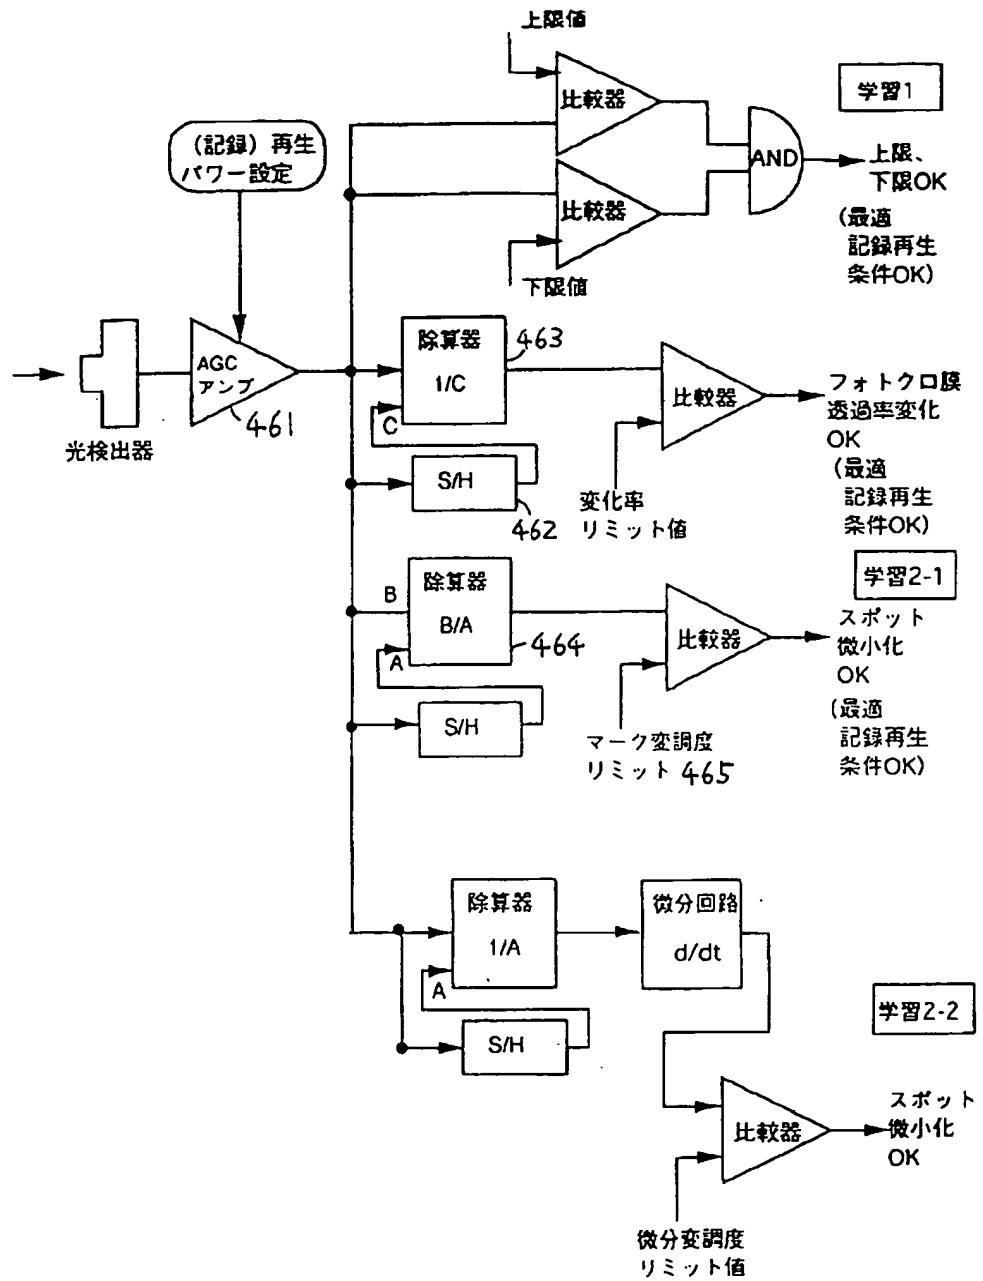 上限値
比較器
学習1
(記録)再生
パワー設定
AND
上限、
下限OK
比較器
(最適
記録再生
条件OK)
下限値
除算器
463
1/C
AGC
アンプ
461
C
比較器
フォトクロ膜
透過率変化
OK
(最適
記録再生
条件OK)
光検出器
S/H
462
変化率
リミット値
学習2-1
B
除算器
B/A
464
A
比較器
スポット
微小化
OK
(最適
記録再生
条件OK)
S/H
マーク変調度
リミット 465
除算器
1/A
A
微分回路
d/dt
学習2-2
S/H
比較器
スポット
微小化
OK
微分変調度
リミット値